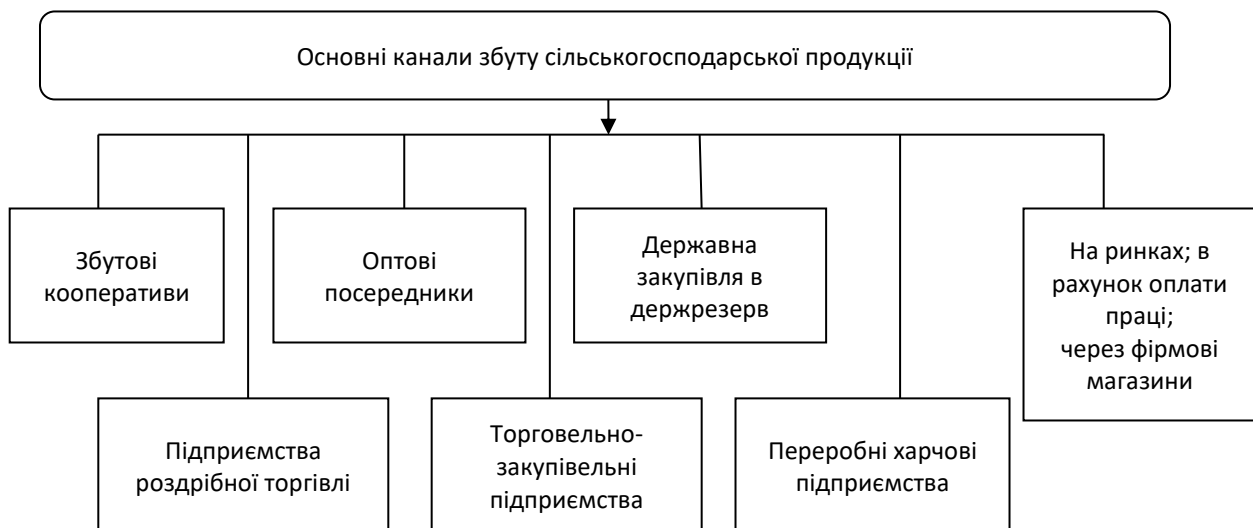 Основні канали збуту сільськогосподарської продукції
Збутові
кооперативи
Оптові
посередники
Державна
закупівля в
держрезерв
На ринках; в
рахунок оплати
праці;
через фірмові
магазини
Підприємства
роздрібної торгівлі
Торговельно-
закупівельні
підприємства
Переробні харчові
підприємства